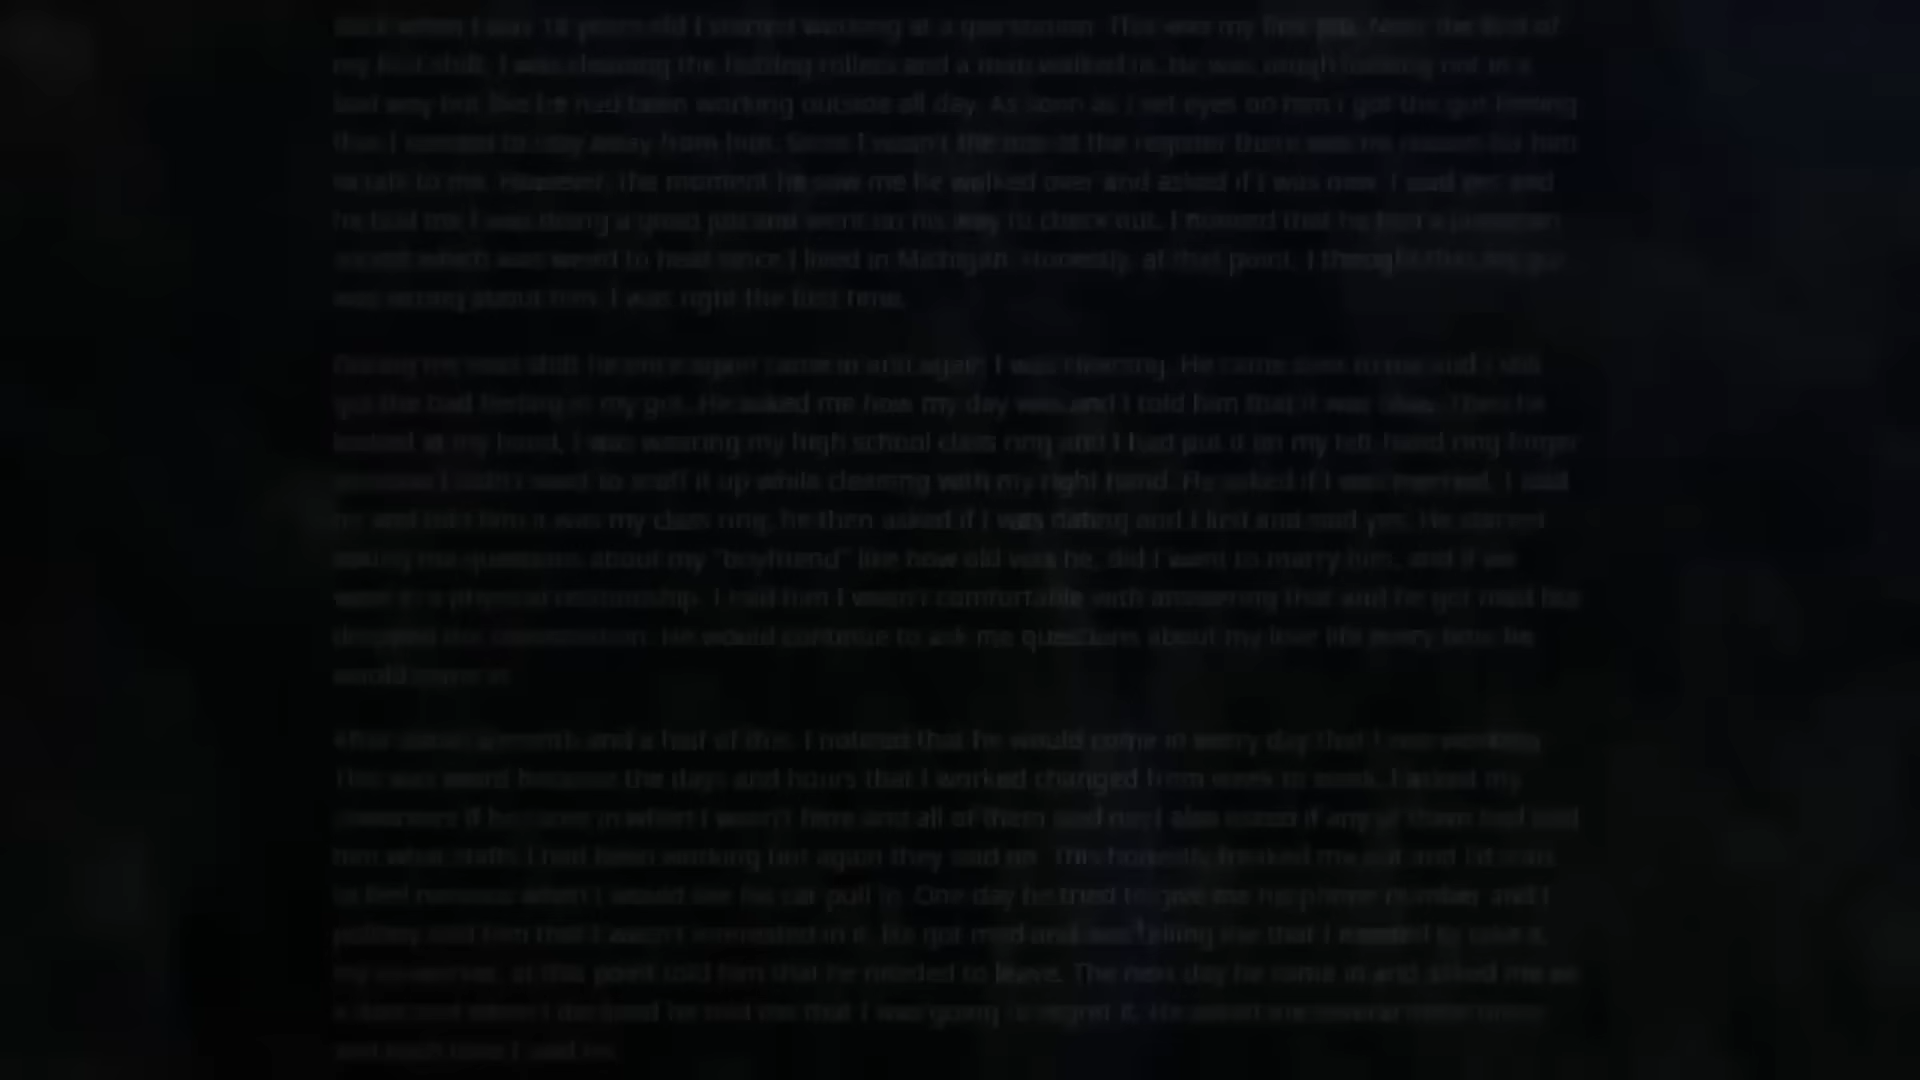 when I was 18 years old I started working at a gas station. This was my first job. Near the end of
my first shift, I was cleaning the hotdog rollers and a man walked in. He was rough looking not in a
bad way but like he had been working outside all day. As soon as I set eyes on him I got this gut feeling
that I needed to stay away from him. Since I wasn't the one at the register there was no reason for him
to talk to me. However, the moment he saw me he walked over and asked if I was new. I said yes and
he told me I was doing a good job and went on his way to check out. I noticed that he had a
accent which was weird to hear since I lived in Michigan. Honestly, at that point, I thought that my gut
was wrong about him. I was right the first time.
During my next shift he once again came in and again I was cleaning. He came over to me and I still
got the bad feeling in my gut. He asked me how my day was and I told him that it was okay. Then he
looked at my hand, I was wearing my high school class ring and I had put it on my left hand ring finger
because I didn't want to mess it up while cleaning with my right hand. He asked if I was married. I said
no and told him it was my class ring, he then asked if I was dating and I lied and said yes. He started
asking me questions about my "boyfriend" like how old was he, did I want to marry him, and if we
were in a physical relationship. I told him I wasn't comfortable with answering that and he got mad but
dropped the conversation. He would continue to ask me questions about my love life every time he
would come in.
After about a month and a half of this, I noticed that he would come in every day that I was working.
This was weird because the days and hours that I worked changed from week to week. I asked my
coworkers if he came in when I wasn't here and all of them said no. I also asked if any of them had told
him what shifts I had been working but again they said no. This honestly freaked me out and I'd start
to feel nervous when I would see his car pull in. One day he tried to give me his phone number and I
politely told him that I wasn't interested in it. He got mad and was telling me that I needed to take it,
my co-worker at this point told him that he needed to leave. The next day he came in and asked me on
a date and when I declined he told me that I was going to regret it. He asked me several more times
and each time I said no.